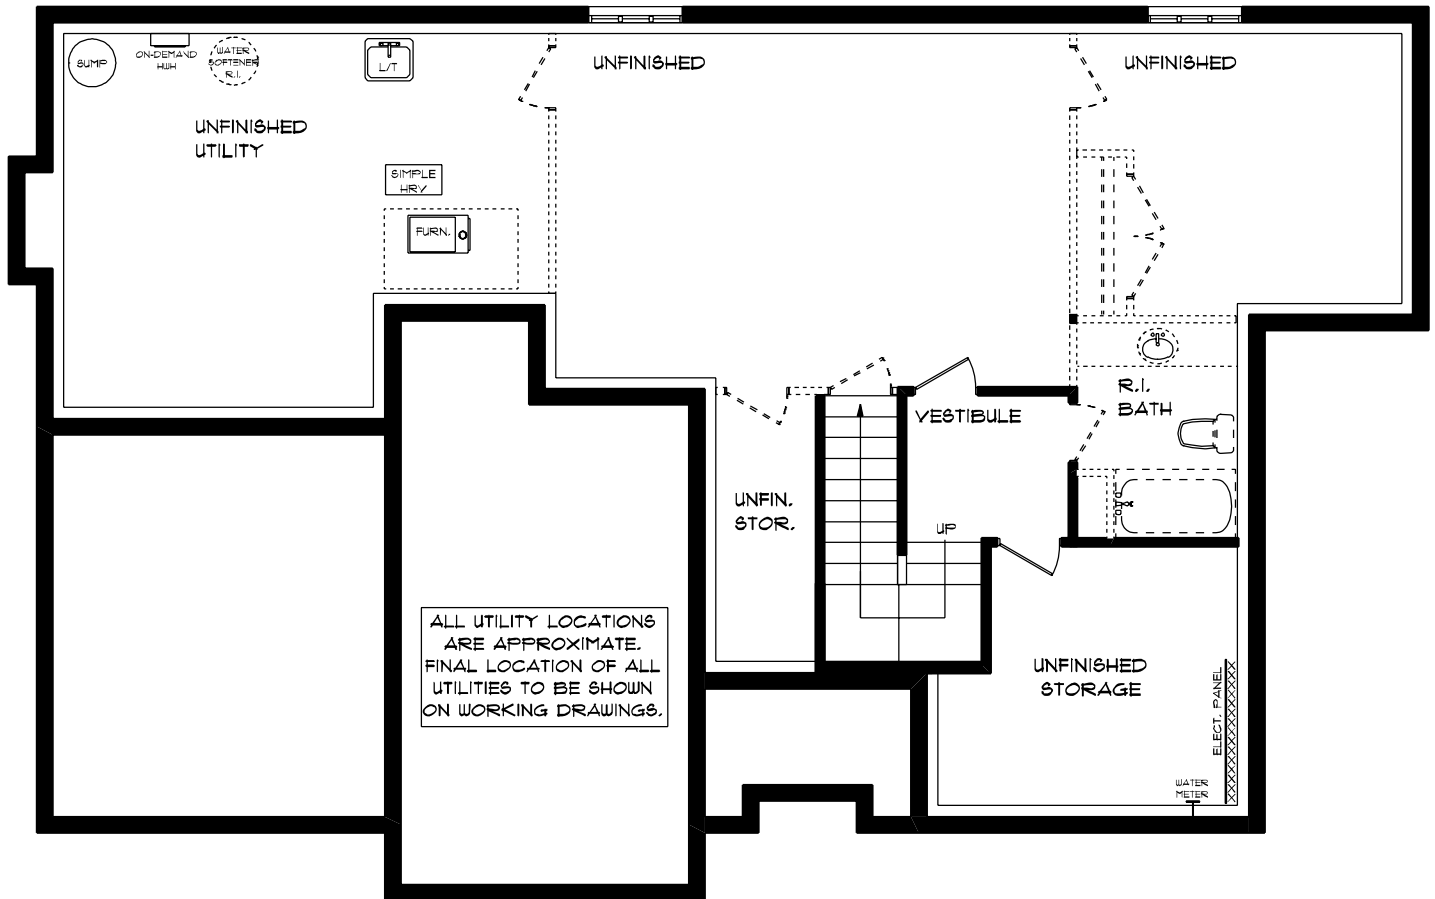 SUMP
ON-DEMAND
HWH
WATER
SOFTENER
R.I.
L/T
UNFINISHED
UNFINISHED
UNFINISHED
UTILITY
SIMPLE
HRV
FURN.
R.I.
BATH
VESTIBULE
UNFIN.
STOR.
UP
ALL UTILITY LOCATIONS
ARE APPROXIMATE.
FINAL LOCATION OF ALL
UTILITIES TO BE SHOWN
ON WORKING DRAWINGS.
UNFINISHED
STORAGE
ELECT. PANEL
WATER
METER